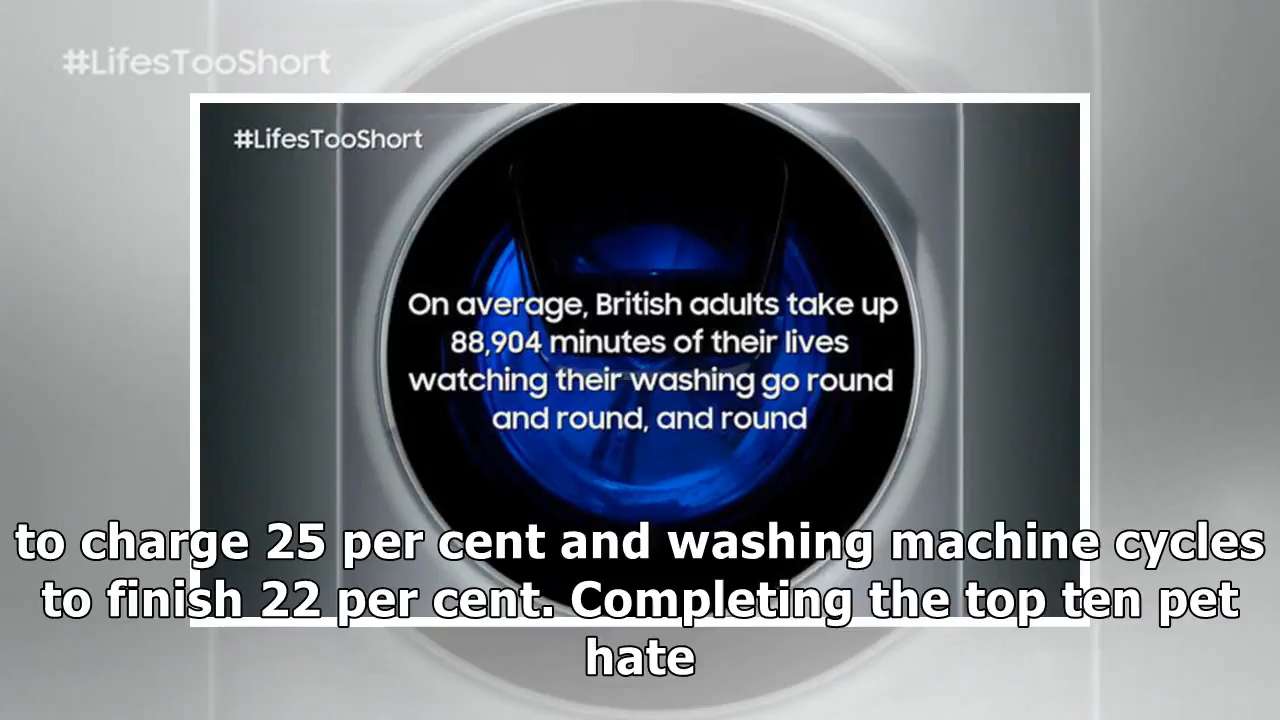 #LifesTooShort
#LifesTooShort
On average, British adults take up
88,904 minutes of their lives
watching their washing go round
and round, and round
to charge 25 per cent and washing machine cycles
to finish 22 per cent. Completing the top ten pet
hate